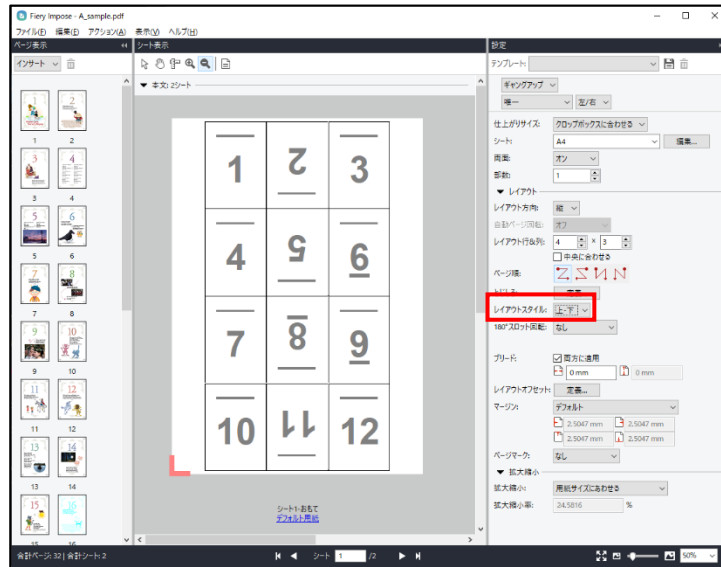 Fiery Impose - A_sample.pdf
ファイル(F) 編集(E) アクション(A) 表示(V) ヘルプ(H)
ページ表示
インサート
1 2
3 4
5 6
7 8
9 10
11 12
13 14
15 16
シート表示
本文: 2シート
1 2 3
4 5 6
7 8 9
10 11 12
シート1-おもて
デフォルト用紙
設定
テンプレート:
ギャングアップ
唯一 左/右
仕上がりサイズ: クロップボックスに合わせる
シート: A4 編集...
両面: オン
部数: 1
レイアウト
レイアウト方向: 縦
自動ページ回転: オフ
レイアウト行&列: 4 × 3
中央に合わせる
ページ順:
レイアウトスタイル: 上-下
180°スロット回転: なし
ブリード: 両方に適用
0 mm 0 mm
レイアウトオフセット: 定義...
マージン: デフォルト
2.5047 mm 2.5047 mm
2.5047 mm 2.5047 mm
ページマーク: なし
拡大縮小
拡大縮小: 用紙サイズにあわせる
拡大縮小率: 24.5816 %
合計ページ: 32 | 合計シート: 2
シート 1 /2
50%